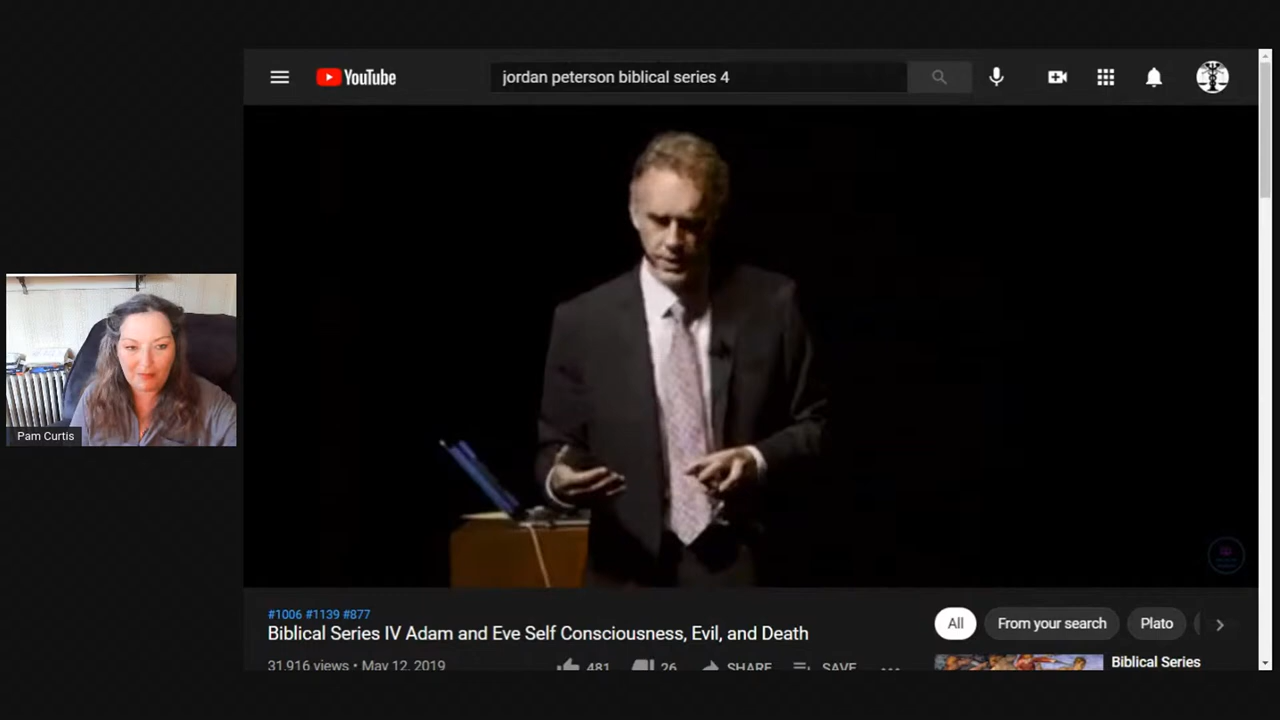 YouTube
jordan peterson biblical series 4
Pam Curtis
#1006 #1139 #877
Biblical Series IV Adam and Eve Self Consciousness, Evil, and Death
31,916 views • May 12, 2019
481
26
SHARE
SAVE
All
From your search
Plato
Biblical Series